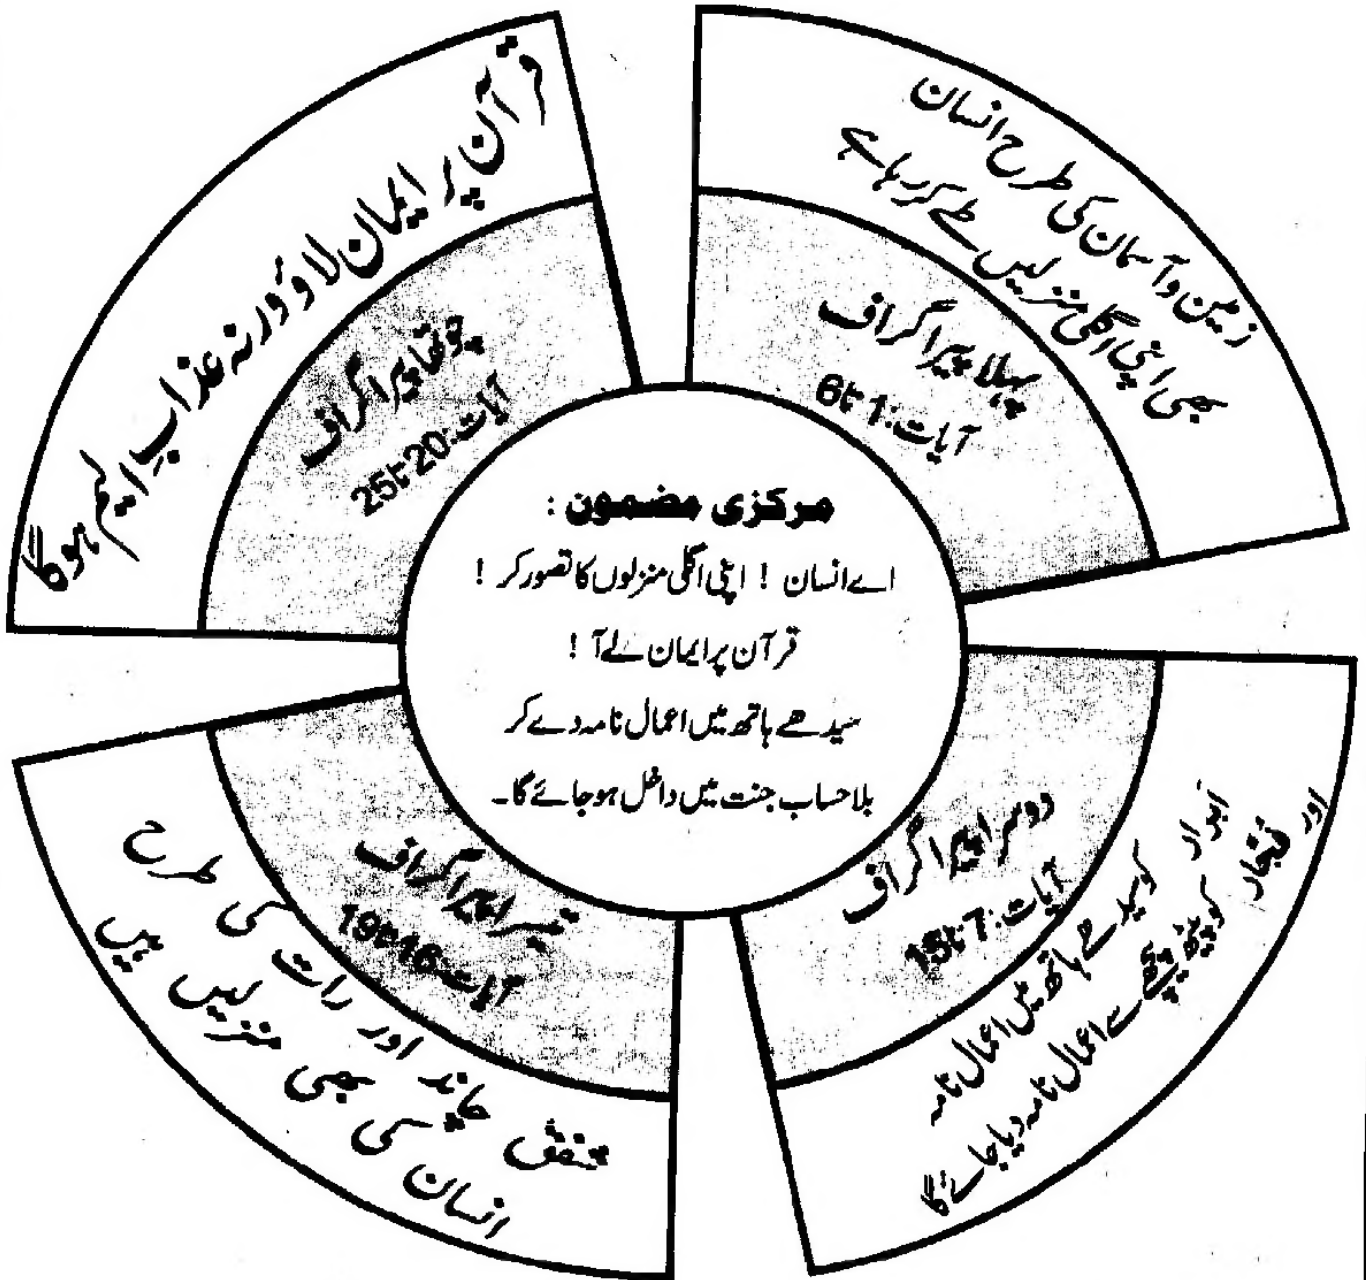 مرکزی مضمون :
اے انسان ! اپنی اگلی منزلوں کا تصور کر !
قرآن پر ایمان لے آ !
سیدھے ہاتھ میں اعمال نامہ دے کر
بلا حساب جنت میں داخل ہو جائے گا۔
زمین و آسمان کی طرح انسان
بھی اپنی اگلی منزلیں طے کر رہا ہے
پہلا پیراگراف
آیات: 1 تا 6
ابرار کو سیدھے ہاتھ میں اعمال نامہ
اور فُجّار کو پیٹھ پیچھے سے اعمال نامہ دیا جائے گا
دوسرا پیراگراف
آیات: 7 تا 15
شفق چاند اور رات کی طرح
انسان کی بھی منزلیں ہیں
تیسرا پیراگراف
آیات: 16 تا 19
قرآن پر ایمان لاؤ ورنہ عذابِ الیم ہوگا
چوتھا پیراگراف
آیات: 20 تا 25